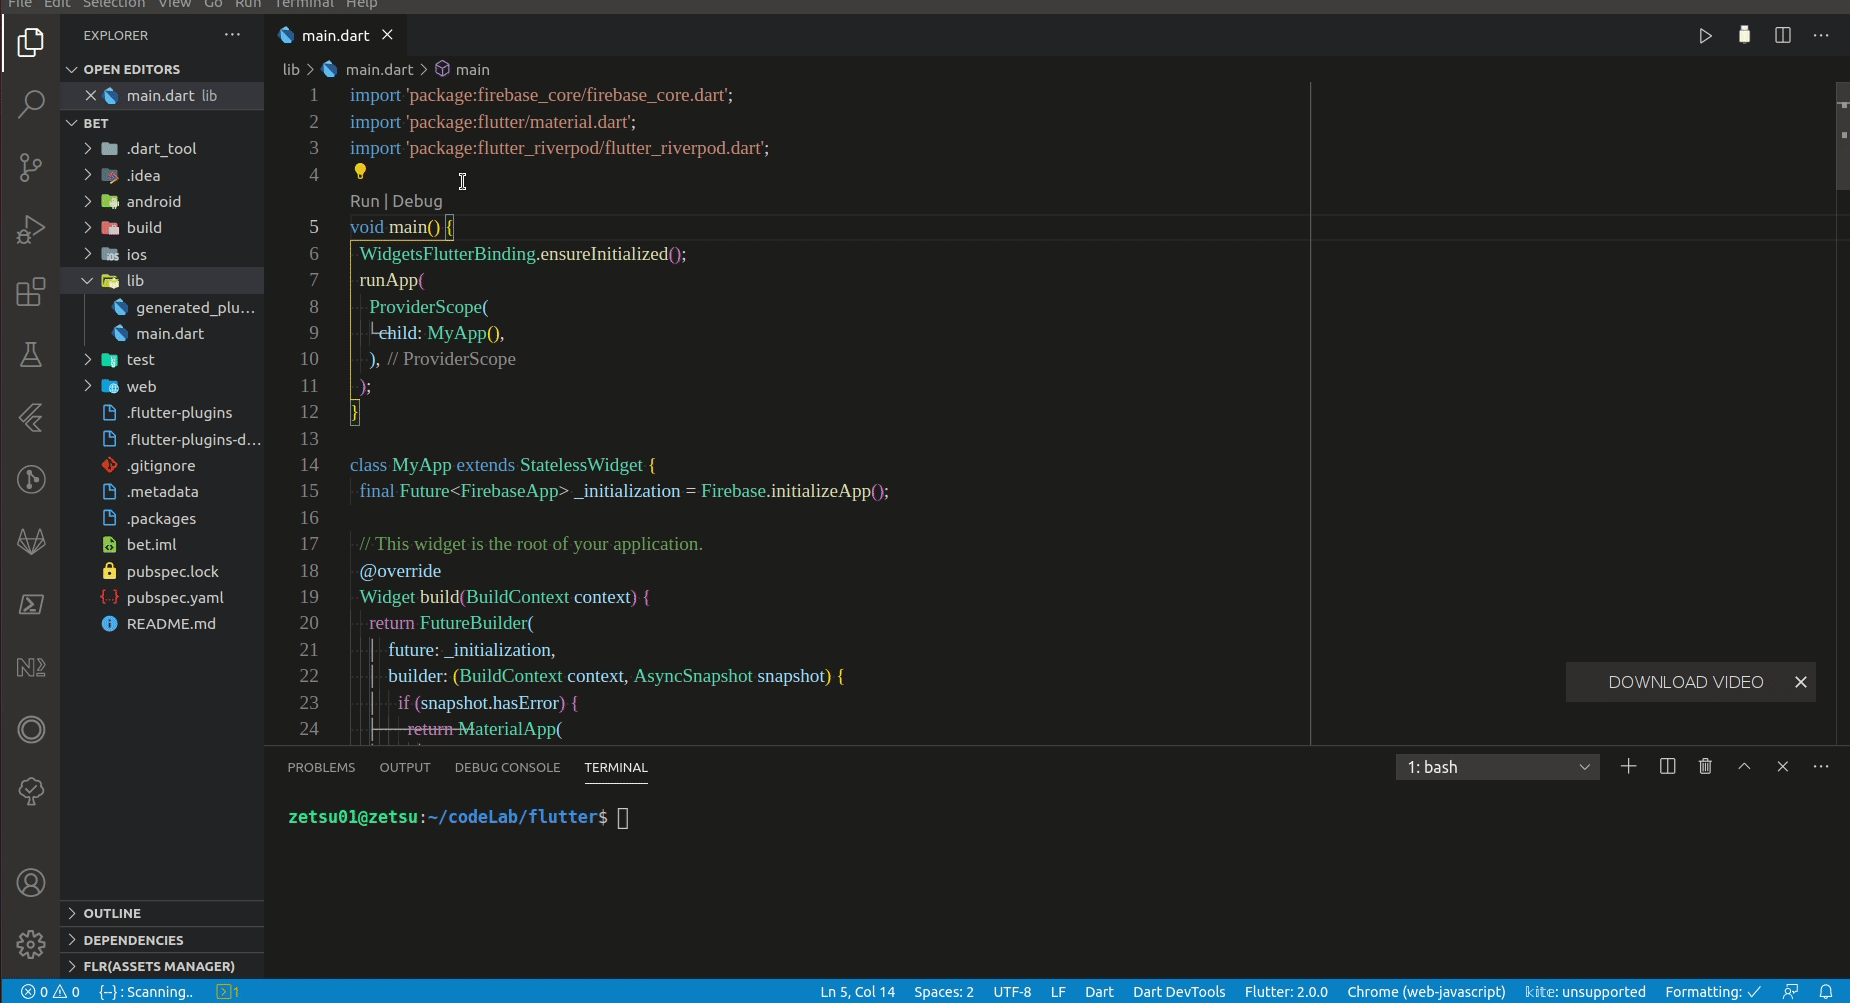 File Edit Selection View Go Run Terminal Help
EXPLORER
OPEN EDITORS
main.dart lib
BET
.dart_tool
.idea
android
build
ios
lib
generated_plu...
main.dart
test
web
.flutter-plugins
.flutter-plugins-d...
.gitignore
.metadata
.packages
bet.iml
pubspec.lock
pubspec.yaml
README.md
OUTLINE
DEPENDENCIES
FLR(ASSETS MANAGER)
main.dart
lib > main.dart > main
1 import 'package:firebase_core/firebase_core.dart';
2 import 'package:flutter/material.dart';
3 import 'package:flutter_riverpod/flutter_riverpod.dart';
4
Run | Debug
5 void main() {
6 WidgetsFlutterBinding.ensureInitialized();
7 runApp(
8 ProviderScope(
9 child: MyApp(),
10 ), // ProviderScope
11 );
12 }
13
14 class MyApp extends StatelessWidget {
15 final Future<FirebaseApp> _initialization = Firebase.initializeApp();
16
17 // This widget is the root of your application.
18 @override
19 Widget build(BuildContext context) {
20 return FutureBuilder(
21 future: _initialization,
22 builder: (BuildContext context, AsyncSnapshot snapshot) {
23 if (snapshot.hasError) {
24 return MaterialApp(
DOWNLOAD VIDEO
PROBLEMS OUTPUT DEBUG CONSOLE TERMINAL
1: bash
zetsu01@zetsu:~/codeLab/flutter$
0 0 {--} : Scanning.. 1
Ln 5, Col 14 Spaces: 2 UTF-8 LF Dart Dart DevTools Flutter: 2.0.0 Chrome (web-javascript) kite: unsupported Formatting: ✓